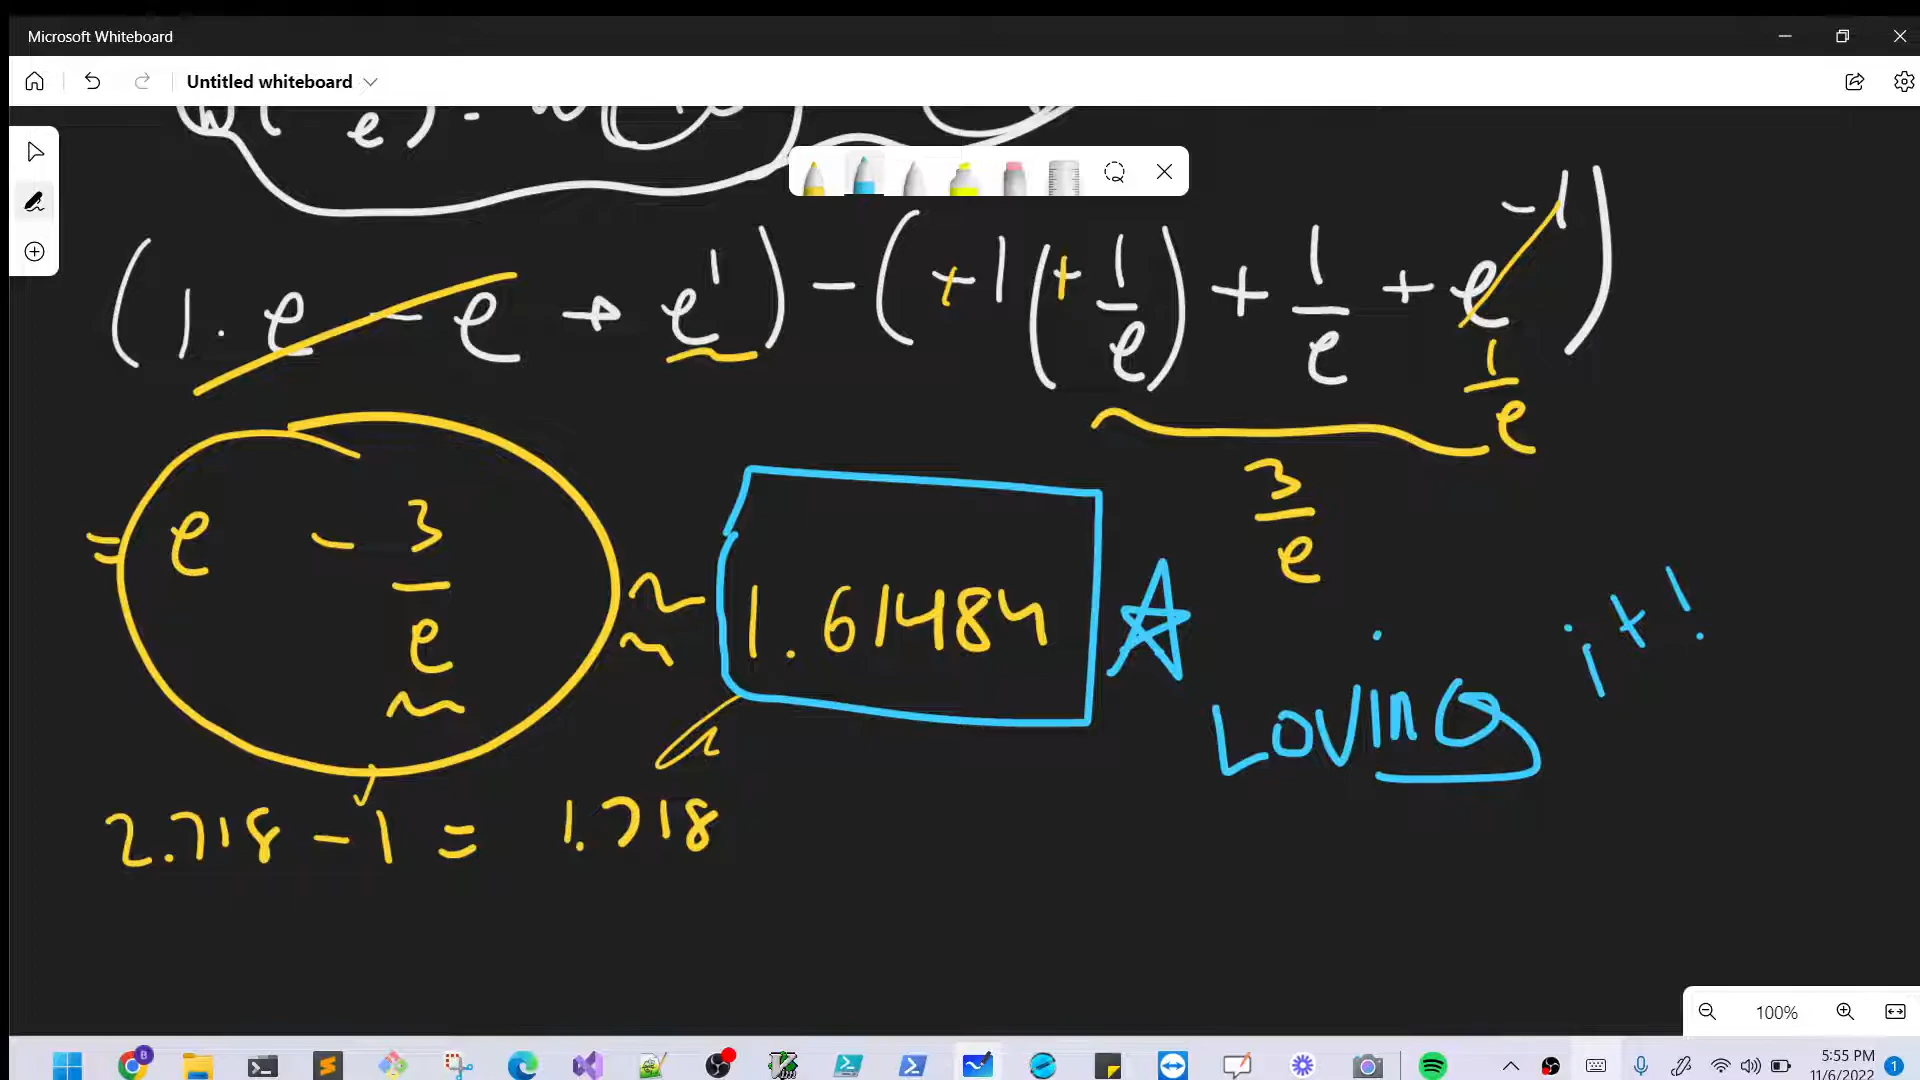 Microsoft Whiteboard
Untitled whiteboard
(1 · e - e + e^1) - (+1(+1/e) + 1/e + e^-1)
1/e
3/e
= e - 3/e ≈ 1.61484
Loving it!
2.718 - 1 = 1.718
100%
5:55 PM
11/6/2022
1